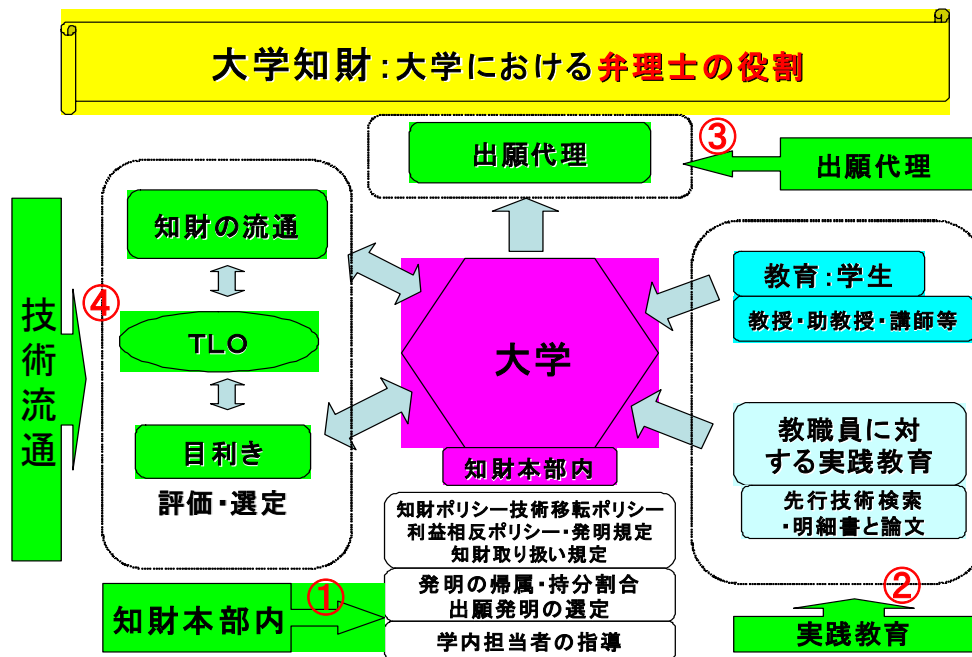 大学知財：大学における弁理士の役割
③
出願代理
出願代理
知財の流通
④
TLO
目利き
評価・選定
技術流通
大学
知財本部内
教育：学生
教授・助教授・講師等
教職員に対
する実践教育
先行技術検索
・明細書と論文
②
実践教育
知財ポリシー技術移転ポリシー
利益相反ポリシー・発明規定
知財取り扱い規定
発明の帰属・持分割合
出願発明の選定
学内担当者の指導
①
知財本部内